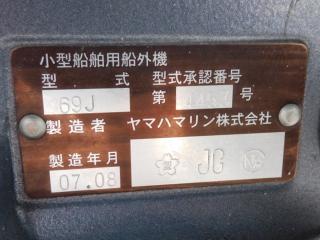 小型船舶用船外機
型 式 型式承認番号
69J 第 号
製造者 ヤマハマリン株式会社
製造年月
07.08 JG